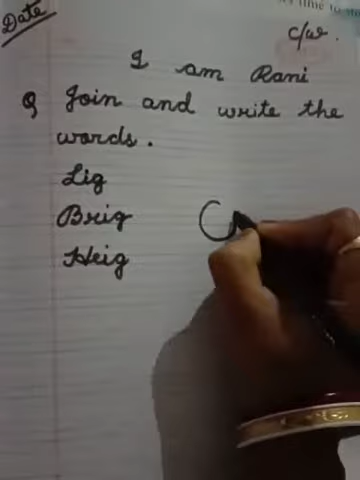 Date
c/w.
I am Rani
Q Join and write the
words.
Lig
Brig
Heig